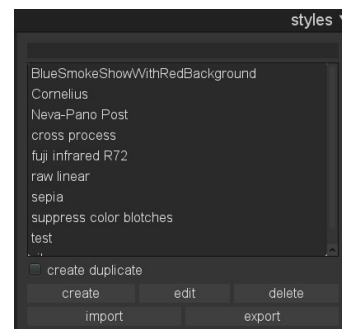 styles
BlueSmokeShowWithRedBackground
Cornelius
Neva-Pano Post
cross process
fuji infrared R72
raw linear
sepia
suppress color blotches
test
create duplicate
create edit delete
import export